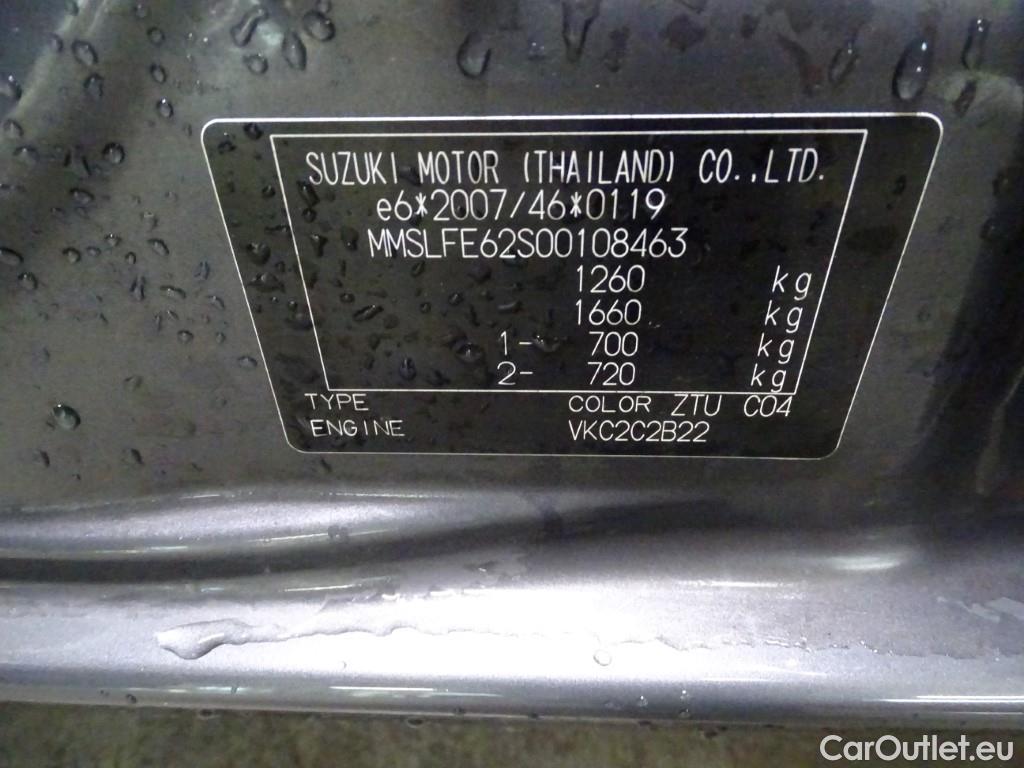 SUZUKI MOTOR (THAILAND) CO.,LTD.
e6*2007/46*0119
MMSLFE62S00108463
1260 kg
1660 kg
1- 700 kg
2- 720 kg
TYPE COLOR ZTU C04
ENGINE VKC2C2B22
CarOutlet.eu